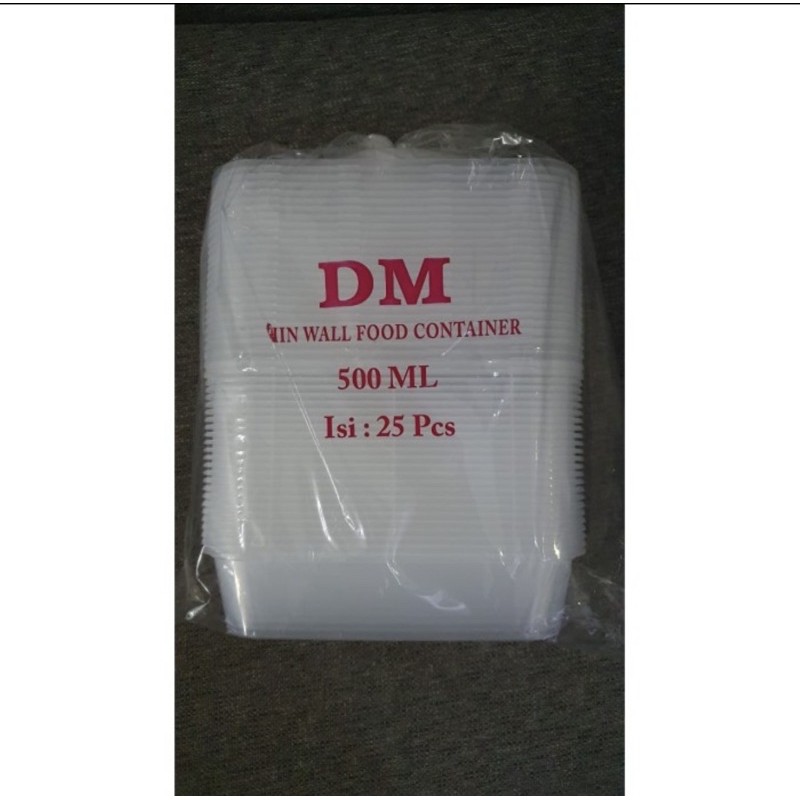 DM
WALL FOOD CONTAINER
500 ML
Isi : 25 Pcs